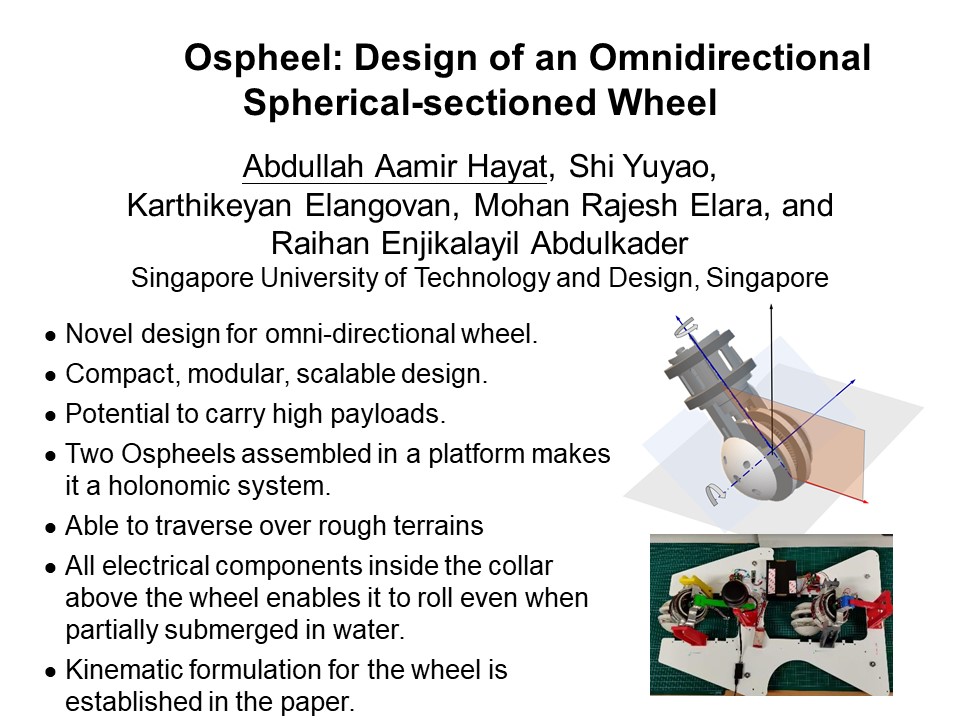 Ospheel: Design of an Omnidirectional
Spherical-sectioned Wheel
Abdullah Aamir Hayat, Shi Yuyao,
Karthikeyan Elangovan, Mohan Rajesh Elara, and
Raihan Enjikalayil Abdulkader
Singapore University of Technology and Design, Singapore
● Novel design for omni-directional wheel.
● Compact, modular, scalable design.
● Potential to carry high payloads.
● Two Ospheels assembled in a platform makes
it a holonomic system.
● Able to traverse over rough terrains
● All electrical components inside the collar
above the wheel enables it to roll even when
partially submerged in water.
● Kinematic formulation for the wheel is
established in the paper.